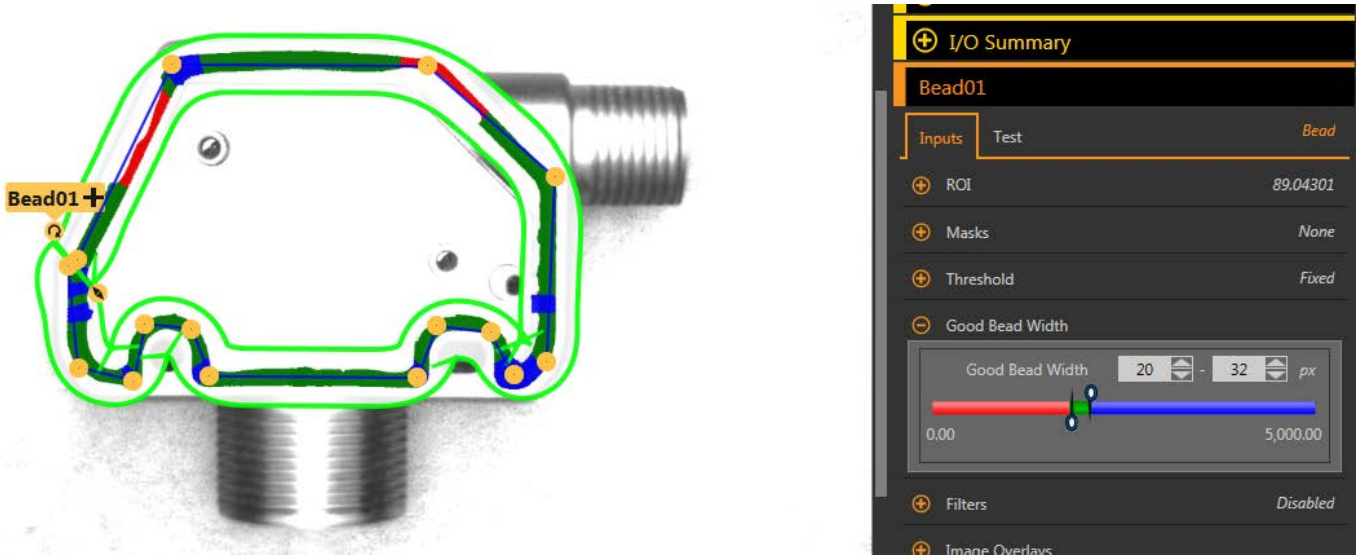 Bead01
I/O Summary
Bead01
Inputs Test Bead
ROI 89.04301
Masks None
Threshold Fixed
Good Bead Width
Good Bead Width 20 - 32 px
0.00 5,000.00
Filters Disabled
Image Overlays